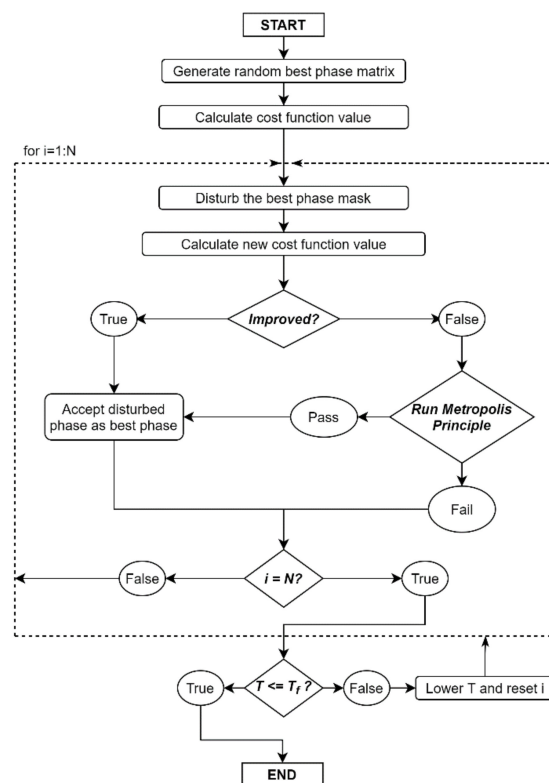 START
Generate random best phase matrix
Calculate cost function value
for i=1:N
Disturb the best phase mask
Calculate new cost function value
True
Improved?
False
Accept disturbed
phase as best phase
Pass
Run Metropolis
Principle
Fail
False
i = N?
True
True
T <= Tf ?
False
Lower T and reset i
END